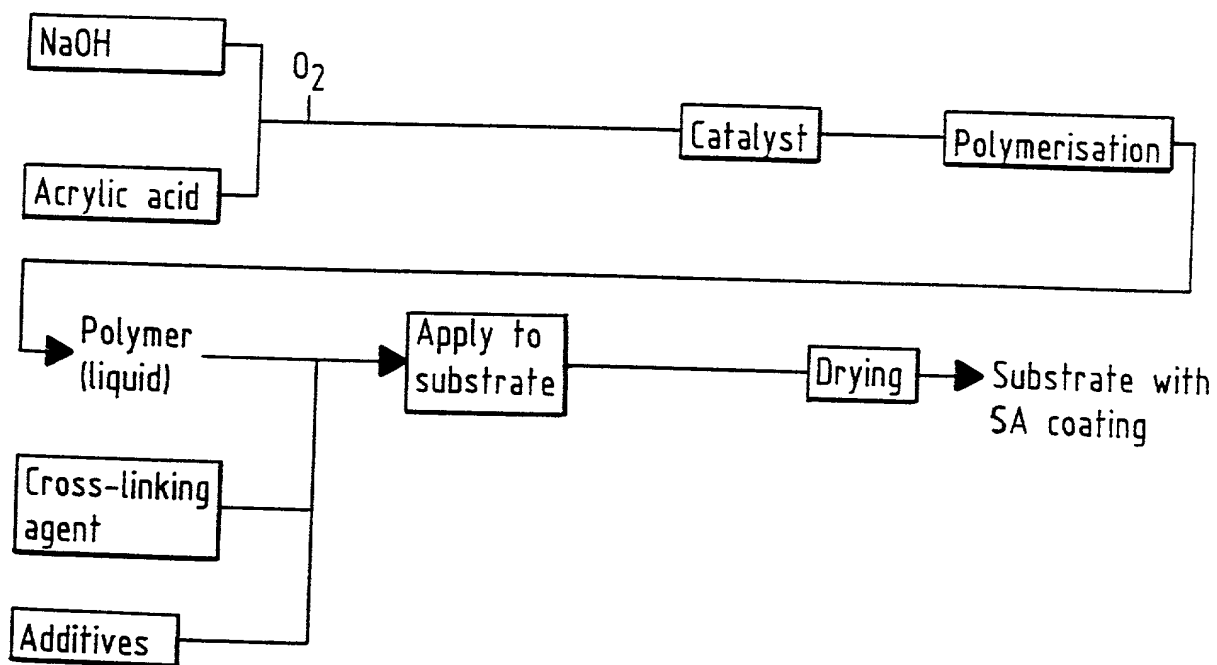 NaOH
O2
Catalyst
Polymerisation
Acrylic acid
Polymer
(liquid)
Apply to
substrate
Drying
Substrate with
SA coating
Cross-linking
agent
Additives